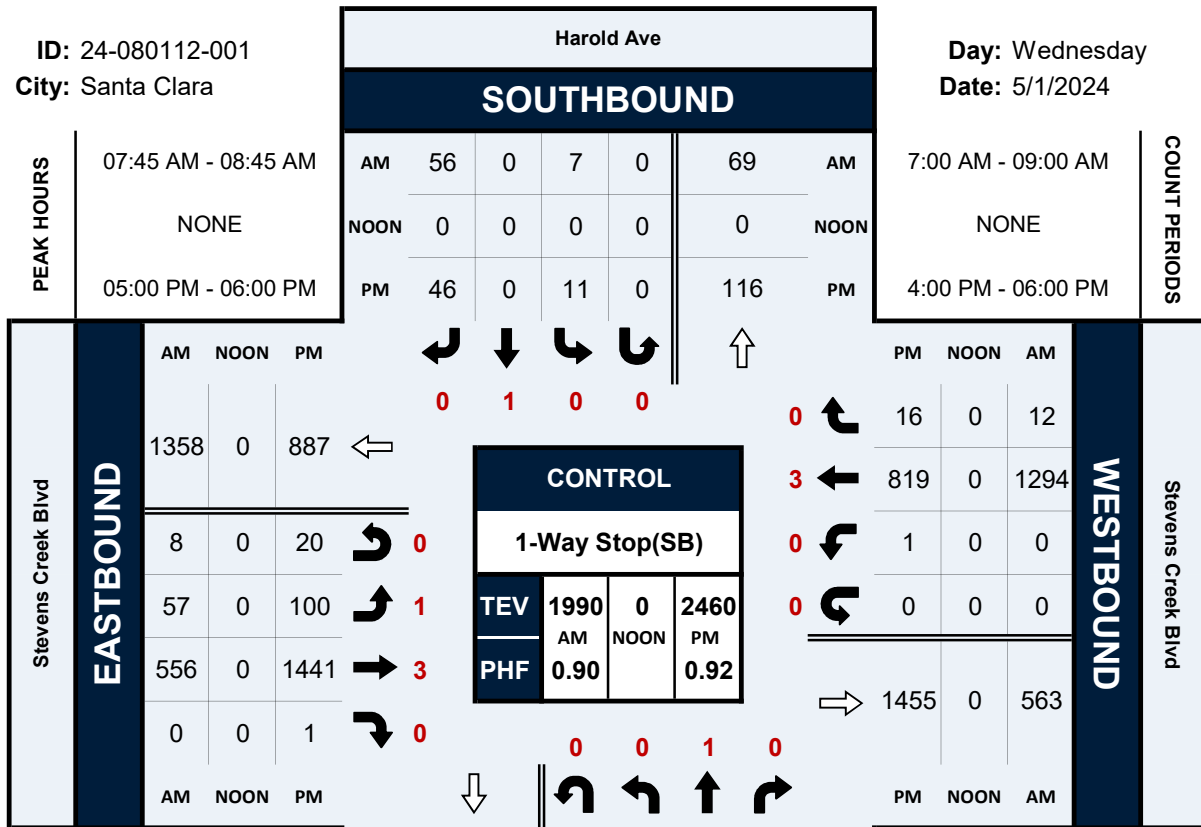 Harold Ave
ID: 24-080112-001
Day: Wednesday
City: Santa Clara
Date: 5/1/2024
SOUTHBOUND
PEAK HOURS
07:45 AM - 08:45 AM
AM 56 0 7 0 69 AM
7:00 AM - 09:00 AM
COUNT PERIODS
NONE
NOON 0 0 0 0 0 NOON
NONE
05:00 PM - 06:00 PM
PM 46 0 11 0 116 PM
4:00 PM - 06:00 PM
AM NOON PM
PM NOON AM
0 1 0 0
Stevens Creek Blvd
EASTBOUND
1358 0 887
8 0 20 0
57 0 100 1
556 0 1441 3
0 0 1 0
AM NOON PM
CONTROL
1-Way Stop(SB)
TEV 1990 0 2460
AM NOON PM
PHF 0.90 0.92
0 16 0 12
3 819 0 1294
0 1 0 0
0 0 0 0
1455 0 563
WESTBOUND
Stevens Creek Blvd
0 0 1 0
PM NOON AM